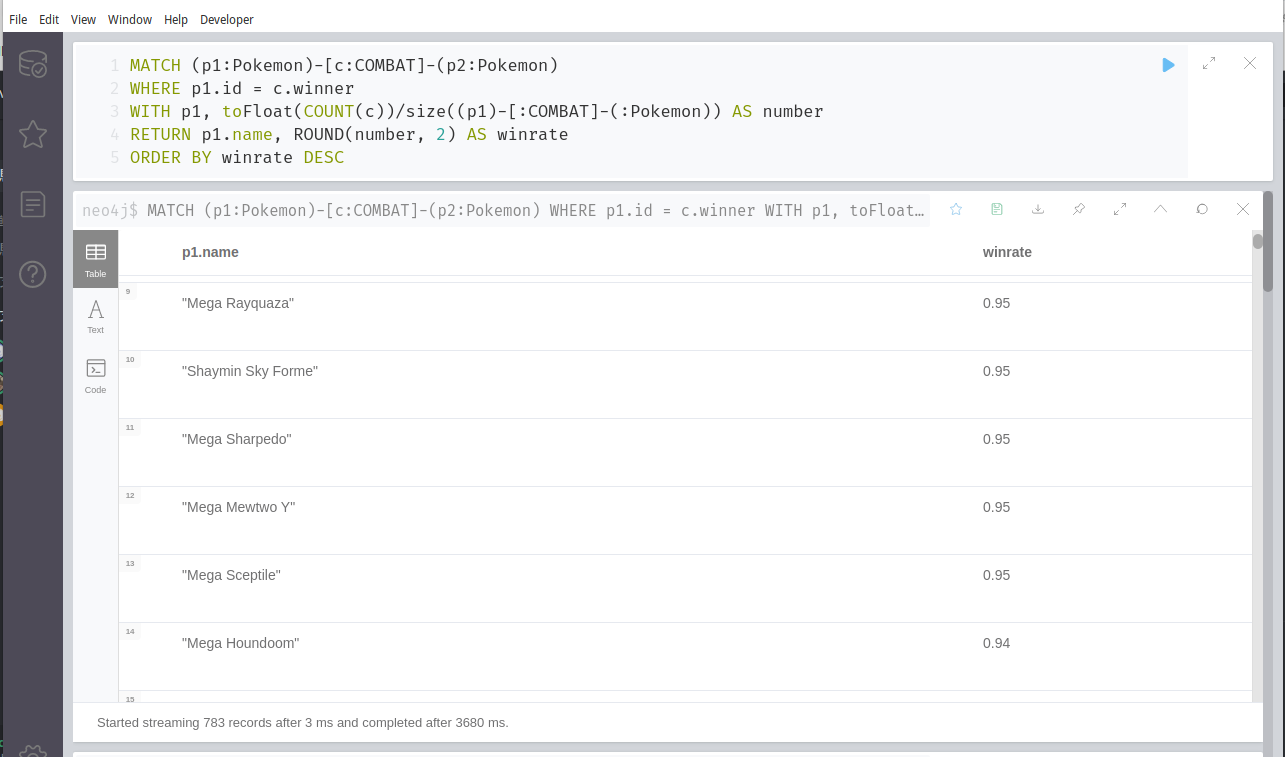 File Edit View Window Help Developer
1 MATCH (p1:Pokemon)-[c:COMBAT]-(p2:Pokemon)
2 WHERE p1.id = c.winner
3 WITH p1, toFloat(COUNT(c))/size((p1)-[:COMBAT]-(:Pokemon)) AS number
4 RETURN p1.name, ROUND(number, 2) AS winrate
5 ORDER BY winrate DESC
neo4j$ MATCH (p1:Pokemon)-[c:COMBAT]-(p2:Pokemon) WHERE p1.id = c.winner WITH p1, toFloat…
Table
Text
Code
p1.name winrate
9 "Mega Rayquaza" 0.95
10 "Shaymin Sky Forme" 0.95
11 "Mega Sharpedo" 0.95
12 "Mega Mewtwo Y" 0.95
13 "Mega Sceptile" 0.95
14 "Mega Houndoom" 0.94
15
Started streaming 783 records after 3 ms and completed after 3680 ms.